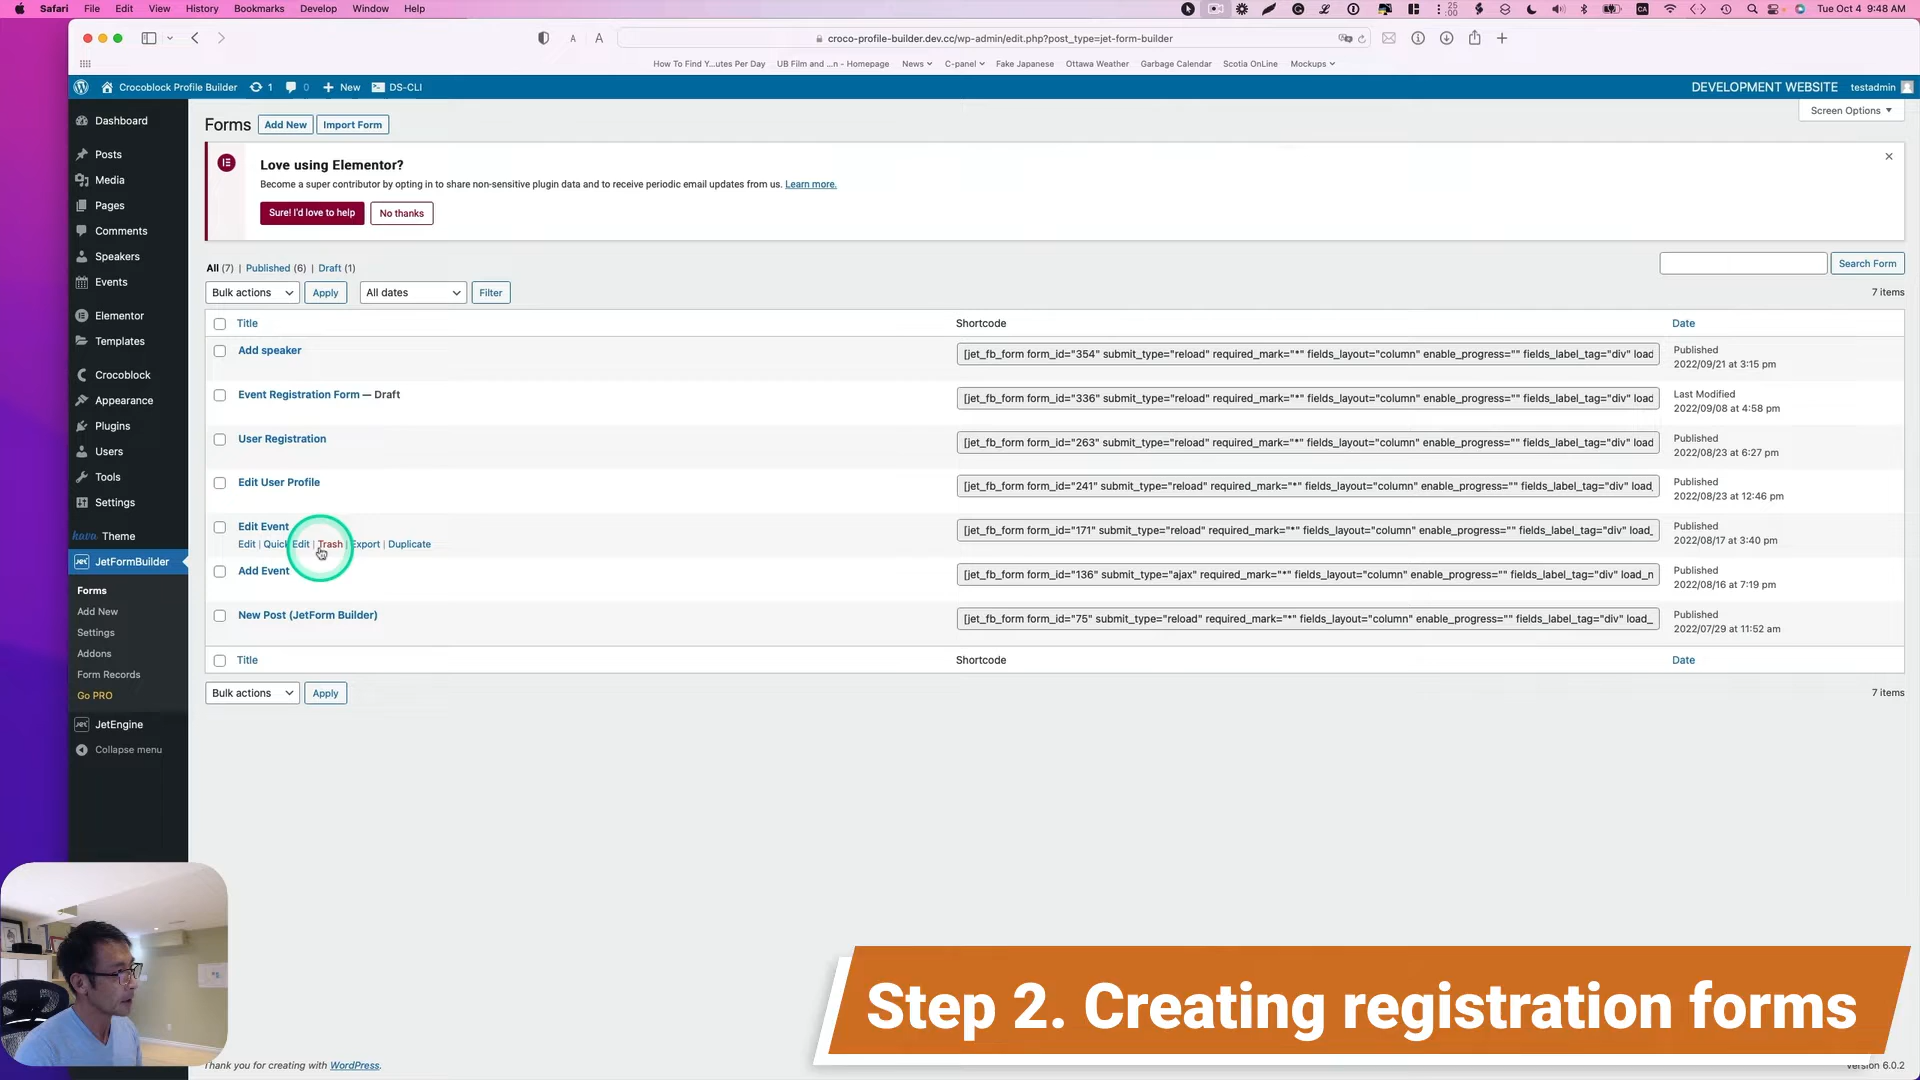 Safari File Edit View History Bookmarks Develop Window Help
25
00
CA
Tue Oct 4 9:48 AM
A A
croco-profile-builder.dev.cc/wp-admin/edit.php?post_type=jet-form-builder
How To Find Y...utes Per Day UB Film and ...n - Homepage News C-panel Fake Japanese Ottawa Weather Garbage Calendar Scotia OnLine Mockups
Crocoblock Profile Builder 1 0 New DS-CLI
DEVELOPMENT WEBSITE testadmin
Dashboard
Posts
Media
Pages
Comments
Speakers
Events
Elementor
Templates
Crocoblock
Appearance
Plugins
Users
Tools
Settings
kava Theme
JetFormBuilder
Forms
Add New
Settings
Addons
Form Records
Go PRO
JetEngine
Collapse menu
Forms Add New Import Form
Screen Options
Love using Elementor?
Become a super contributor by opting in to share non-sensitive plugin data and to receive periodic email updates from us. Learn more.
Sure! I'd love to help No thanks
All (7) | Published (6) | Draft (1)
Search Form
Bulk actions Apply All dates Filter
7 items
Title Shortcode Date
Add speaker [jet_fb_form form_id="354" submit_type="reload" required_mark="*" fields_layout="column" enable_progress="" fields_label_tag="div" load Published
2022/09/21 at 3:15 pm
Event Registration Form — Draft [jet_fb_form form_id="336" submit_type="reload" required_mark="*" fields_layout="column" enable_progress="" fields_label_tag="div" load Last Modified
2022/09/08 at 4:58 pm
User Registration [jet_fb_form form_id="263" submit_type="reload" required_mark="*" fields_layout="column" enable_progress="" fields_label_tag="div" load Published
2022/08/23 at 6:27 pm
Edit User Profile [jet_fb_form form_id="241" submit_type="reload" required_mark="*" fields_layout="column" enable_progress="" fields_label_tag="div" load_ Published
2022/08/23 at 12:46 pm
Edit Event [jet_fb_form form_id="171" submit_type="reload" required_mark="*" fields_layout="column" enable_progress="" fields_label_tag="div" load_ Published
Edit | Quick Edit | Trash | Export | Duplicate 2022/08/17 at 3:40 pm
Add Event [jet_fb_form form_id="136" submit_type="ajax" required_mark="*" fields_layout="column" enable_progress="" fields_label_tag="div" load_n Published
2022/08/16 at 7:19 pm
New Post (JetForm Builder) [jet_fb_form form_id="75" submit_type="reload" required_mark="*" fields_layout="column" enable_progress="" fields_label_tag="div" load_ Published
2022/07/29 at 11:52 am
Title Shortcode Date
Bulk actions Apply 7 items
Step 2. Creating registration forms
Thank you for creating with WordPress.
Version 6.0.2